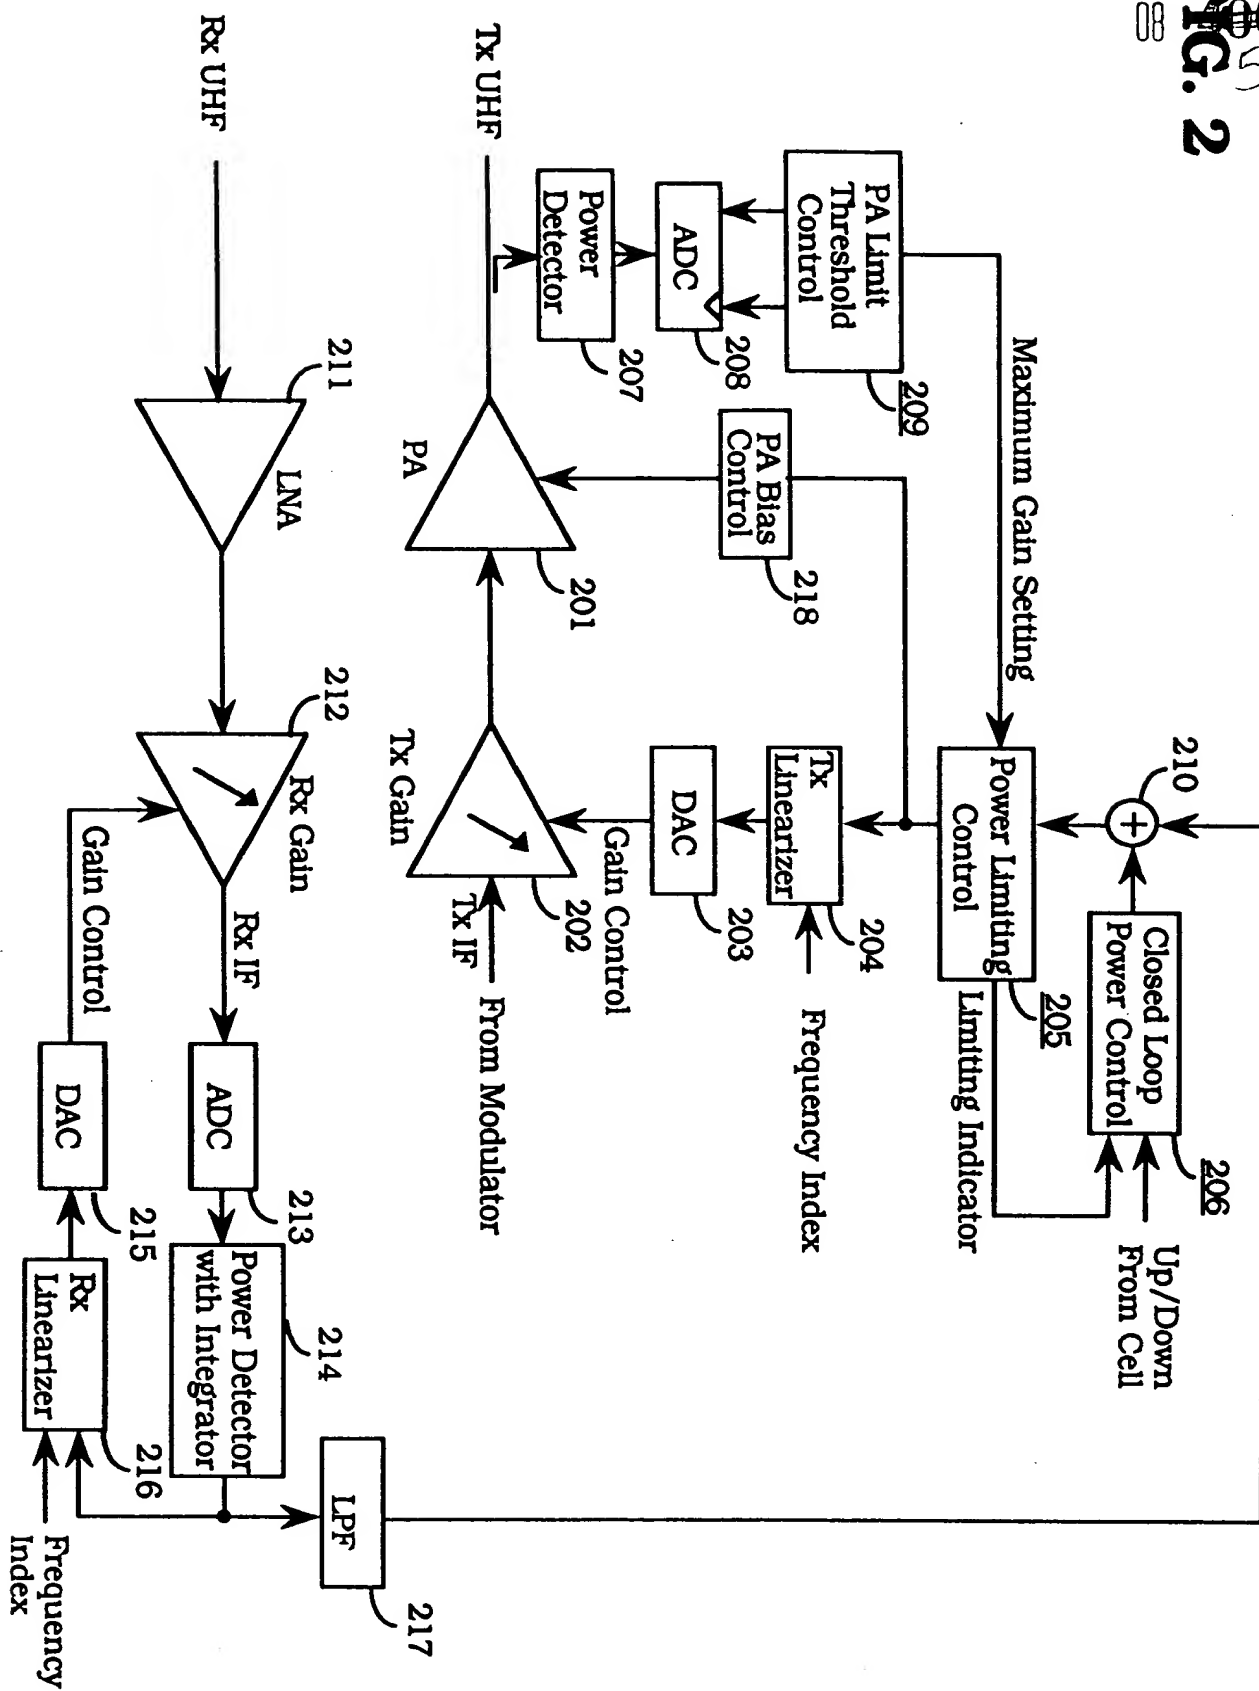 IG. 2
PA Limit
Threshold
Control
209
Maximum Gain Setting
210
+
Closed Loop
Power Control
206
Up/Down
From Cell
Power Limiting
Control
205
Limiting Indicator
ADC
208
PA Bias
Control
218
Tx
Linearizer
204
Frequency Index
Power
Detector
207
DAC
203
Gain Control
Tx UHF
PA
201
Tx Gain
202
Tx IF
From Modulator
Rx UHF
211
LNA
212
Rx Gain
Rx IF
ADC
213
Power Detector
with Integrator
214
LPF
217
Gain Control
DAC
215
Rx
Linearizer
216
Frequency
Index